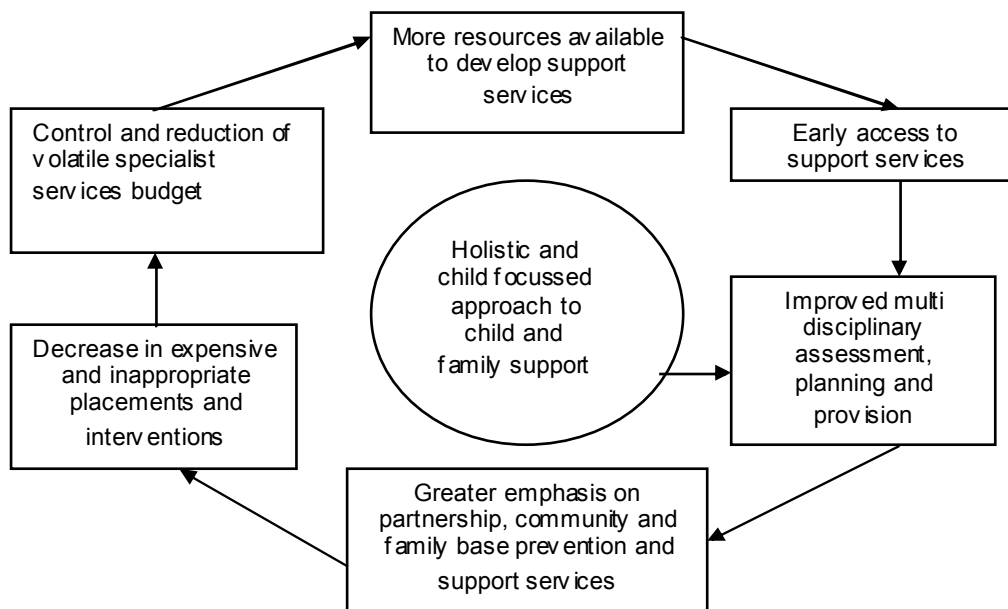 More resources available
to develop support
services
Early access to
support services
Improved multi
disciplinary
assessment,
planning and
provision
Greater emphasis on
partnership, community and
family base prevention and
support services
Decrease in expensive
and inappropriate
placements and
interventions
Control and reduction of
volatile specialist
services budget
Holistic and
child focussed
approach to
child and
family support